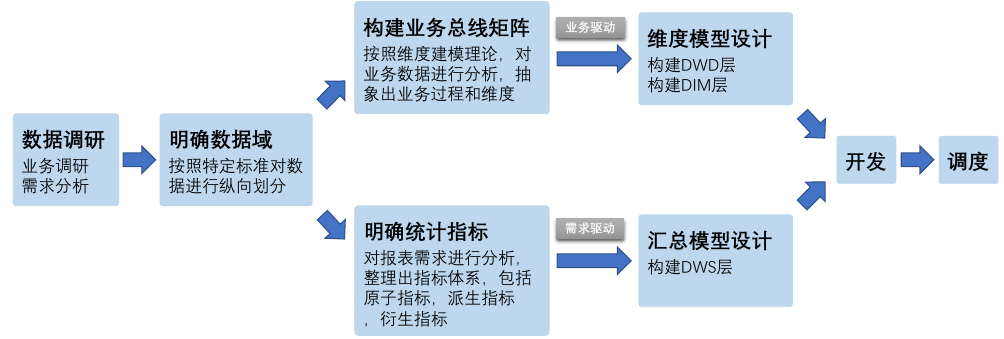 数据调研
业务调研
需求分析
明确数据域
按照特定标准对数
据进行纵向划分
构建业务总线矩阵
按照维度建模理论，对
业务数据进行分析，抽
象出业务过程和维度
业务驱动
维度模型设计
构建DWD层
构建DIM层
明确统计指标
对报表需求进行分析，
整理出指标体系，包括
原子指标，派生指标
，衍生指标
需求驱动
汇总模型设计
构建DWS层
开发
调度